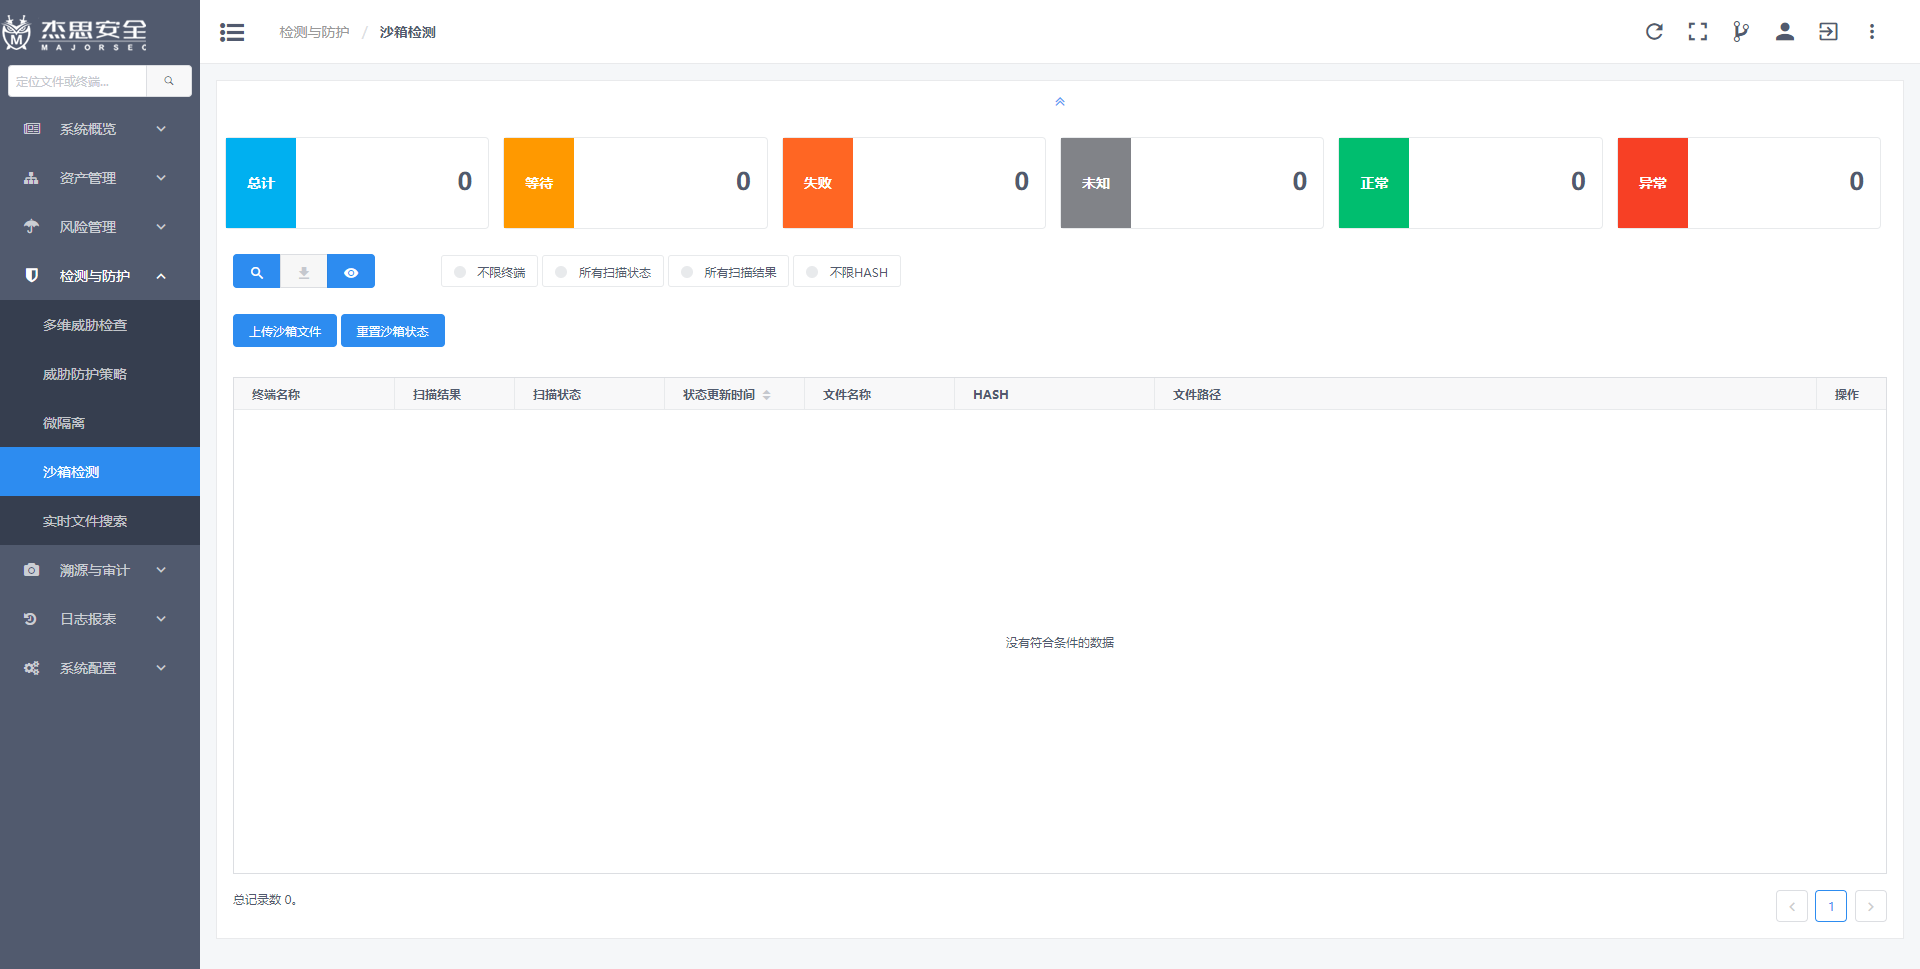 杰思安全
MAJORSEC
定位文件或终端...
系统概览
资产管理
风险管理
检测与防护
多维威胁检查
威胁防护策略
微隔离
沙箱检测
实时文件搜索
溯源与审计
日志报表
系统配置
检测与防护 / 沙箱检测
总计 0
等待 0
失败 0
未知 0
正常 0
异常 0
不限终端 所有扫描状态 所有扫描结果 不限HASH
上传沙箱文件 重置沙箱状态
终端名称 扫描结果 扫描状态 状态更新时间 文件名称 HASH 文件路径 操作
没有符合条件的数据
总记录数 0。
1